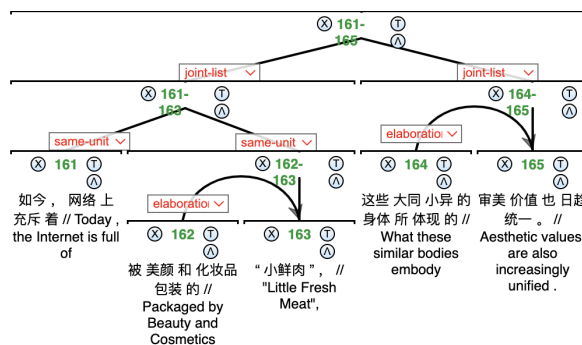 161-
165
joint-list
joint-list
161-
163
164-
165
same-unit
same-unit
elaboration
161
162-
163
164
165
如今 ，网络 上
充斥 着 // Today ,
the Internet is full
of
elaboration
这些 大同 小异 的
身体 所 体现 的 //
What these
similar bodies
embody
审美 价值 也 日趋
统一 。 //
Aesthetic values
are also
increasingly
unified .
162
163
被 美颜 和 化妆品
包装 的 //
Packaged by
Beauty and
Cosmetics
“ 小鲜肉 ” ， //
"Little Fresh
Meat",